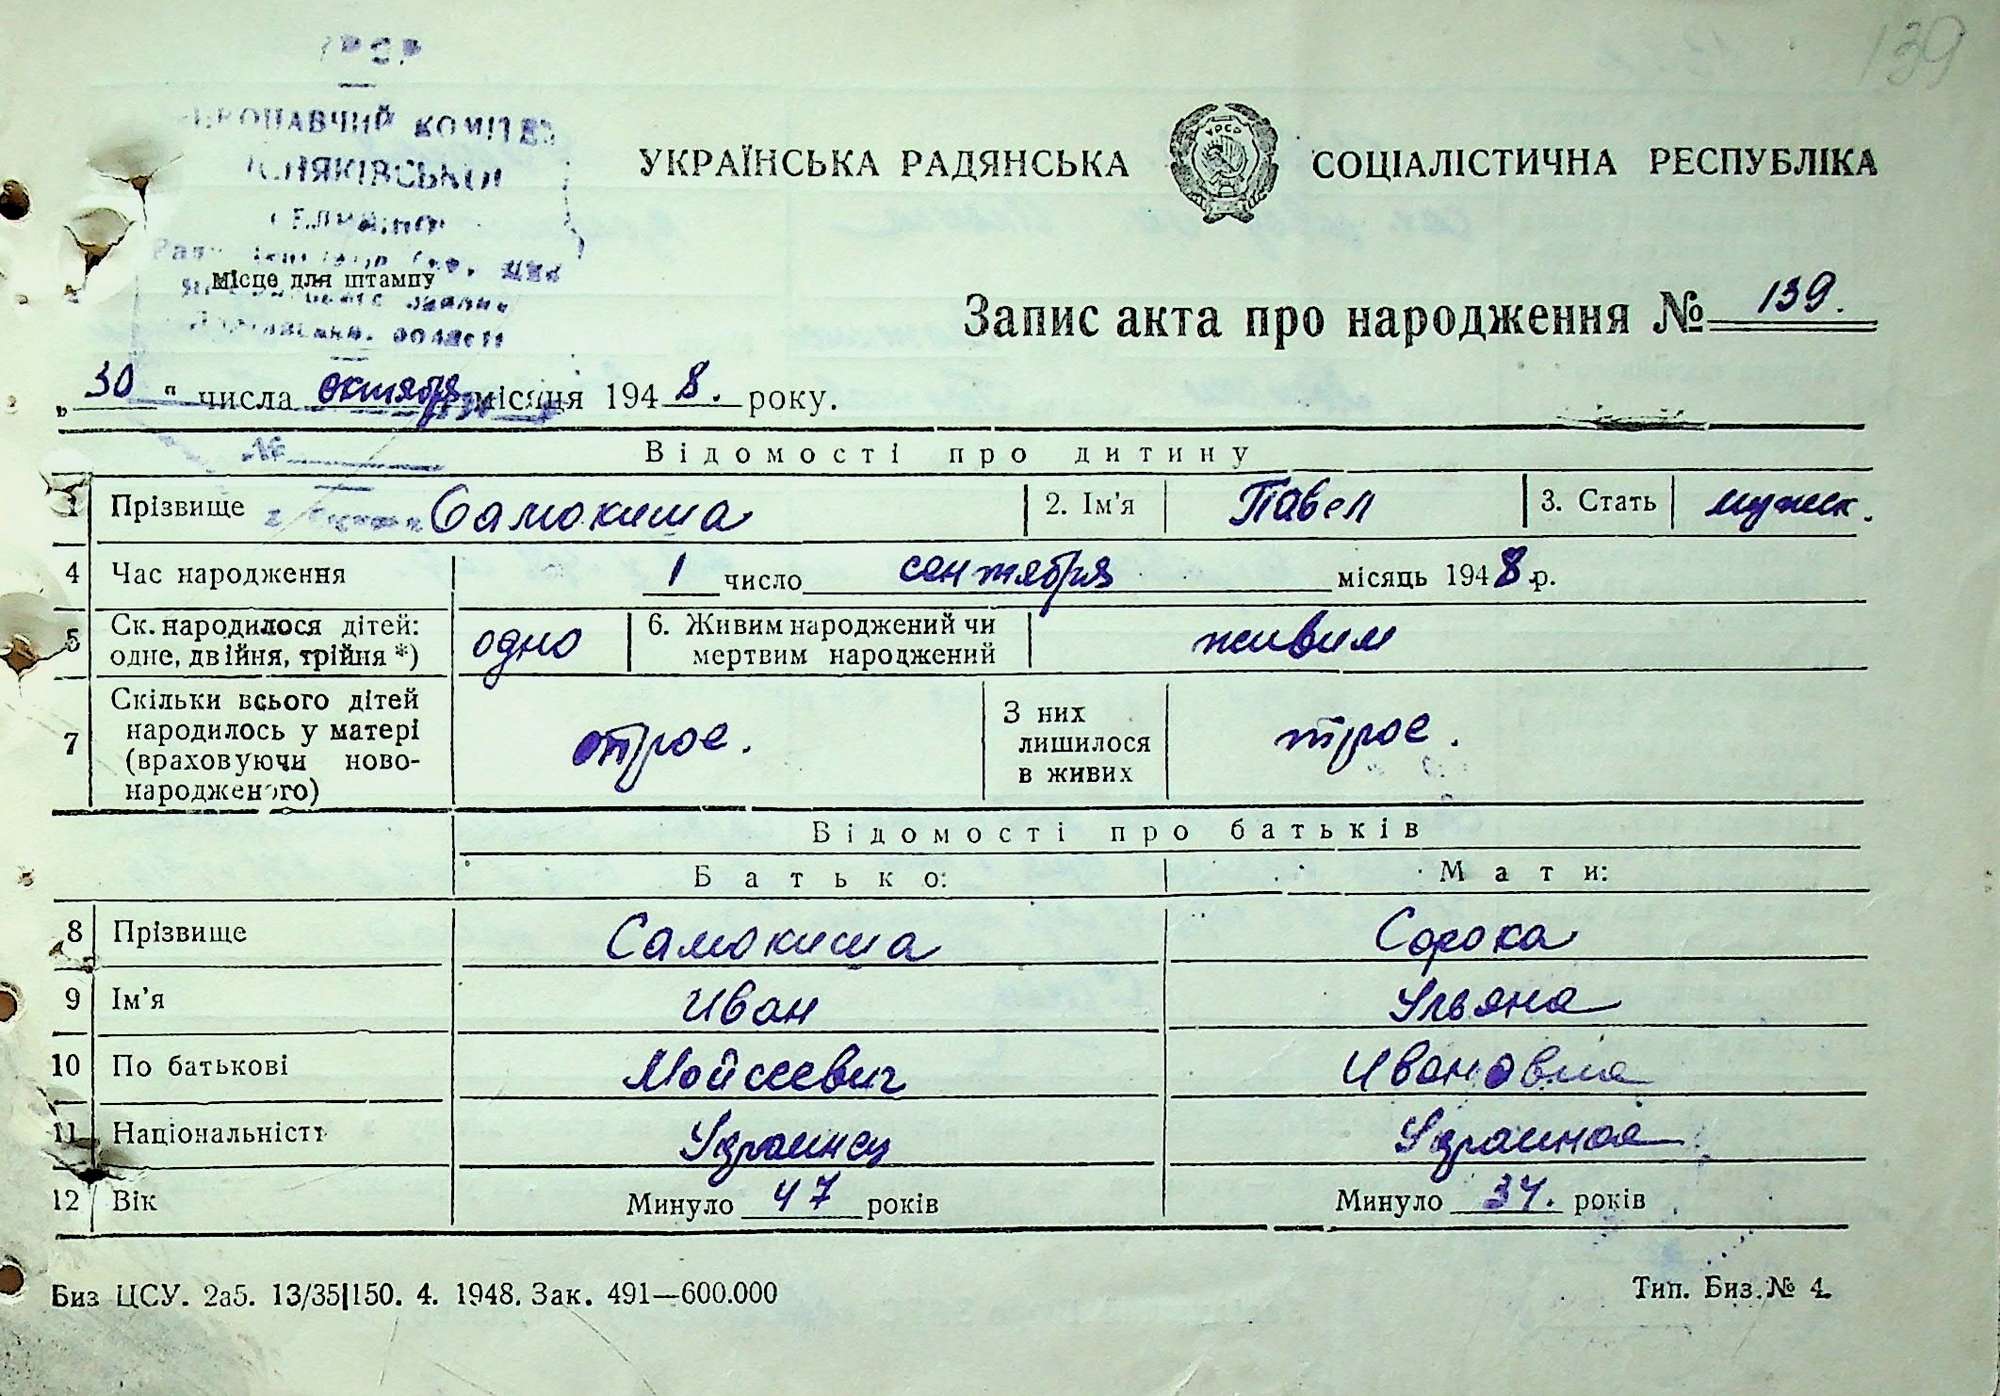 139
УРСР
ВИКОНАВЧИЙ КОМІТЕТ
УКРАЇНСЬКА РАДЯНСЬКА СОЦІАЛІСТИЧНА РЕСПУБЛІКА
Місце для штампу
області
Запис акта про народження № 139.
„30" числа октября місяця 1948. року.
№
Відомості про дитину
1 Прізвище Самокиша 2. Ім'я Павел 3. Стать мужск.
4 Час народження 1 число сентября місяць 1948 р.
5 Ск. народилося дітей: одне, двійня, трійня *) одно 6. Живим народжений чи мертвим народжений живим
7 Скільки всього дітей народилось у матері (враховуючи ново-народженого) трое. З них лишилося в живих трое.
Відомості про батьків
Батько: Мати:
8 Прізвище Самокиша Сорока
9 Ім'я Иван Ульяна
10 По батькові Мойсеевич Ивановна
11 Національність Украинец Украинка
12 Вік Минуло 47 років Минуло 34. років
Биз ЦСУ. 2а5. 13/35|150. 4. 1948. Зак. 491—600.000 Тип. Биз. № 4.